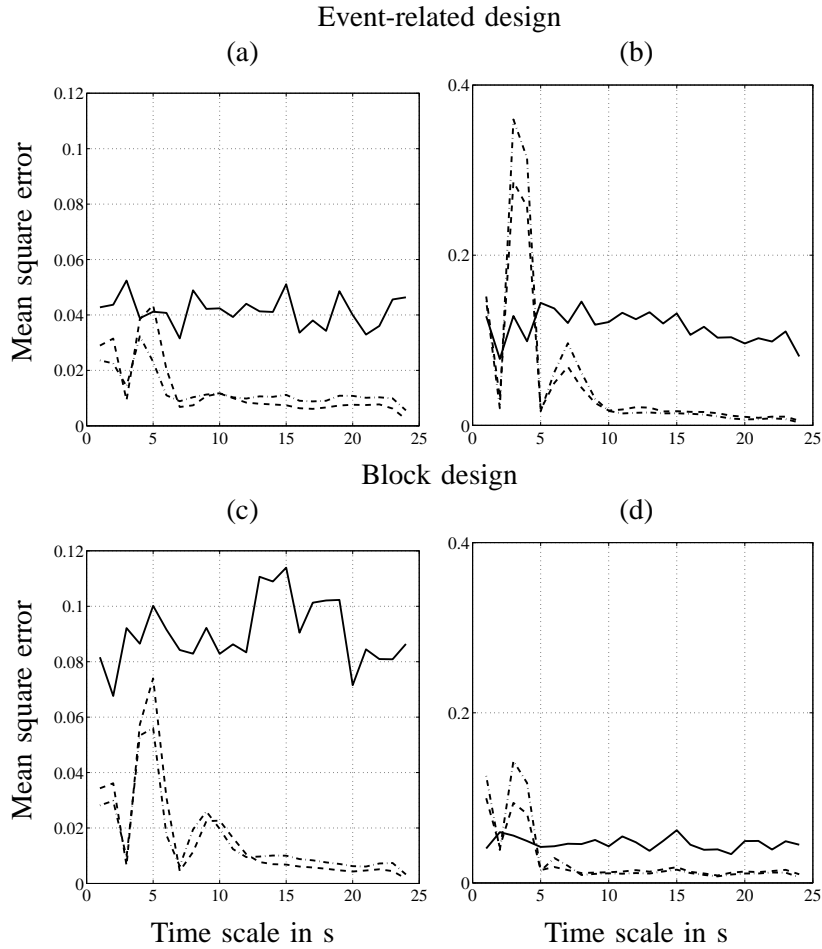 Event-related design
(a)
(b)
Mean square error
0.12
0.1
0.08
0.06
0.04
0.02
0
0 5 10 15 20 25
0.4
0.2
0
0 5 10 15 20 25
Block design
(c)
(d)
Mean square error
0.12
0.1
0.08
0.06
0.04
0.02
0
0 5 10 15 20 25
0.4
0.2
0
0 5 10 15 20 25
Time scale in s
Time scale in s